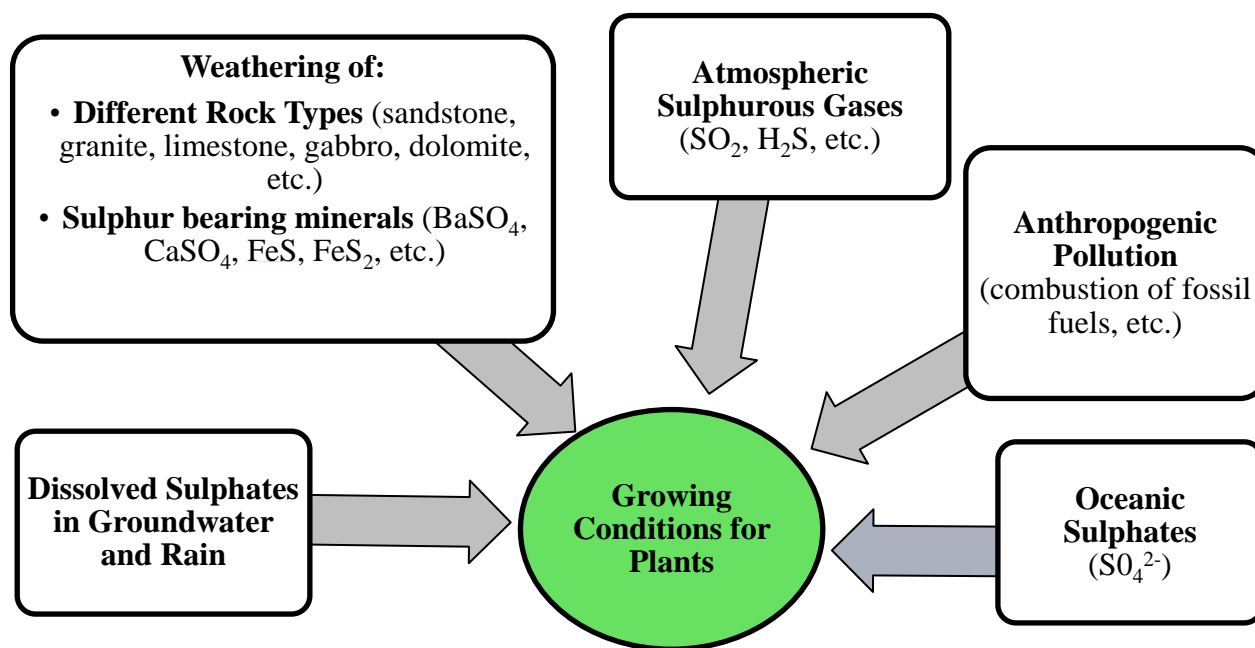 Weathering of:
• Different Rock Types (sandstone,
granite, limestone, gabbro, dolomite,
etc.)
• Sulphur bearing minerals (BaSO₄,
CaSO₄, FeS, FeS₂, etc.)
Atmospheric
Sulphurous Gases
(SO₂, H₂S, etc.)
Anthropogenic
Pollution
(combustion of fossil
fuels, etc.)
Dissolved Sulphates
in Groundwater
and Rain
Growing
Conditions for
Plants
Oceanic
Sulphates
(S0₄²⁻)